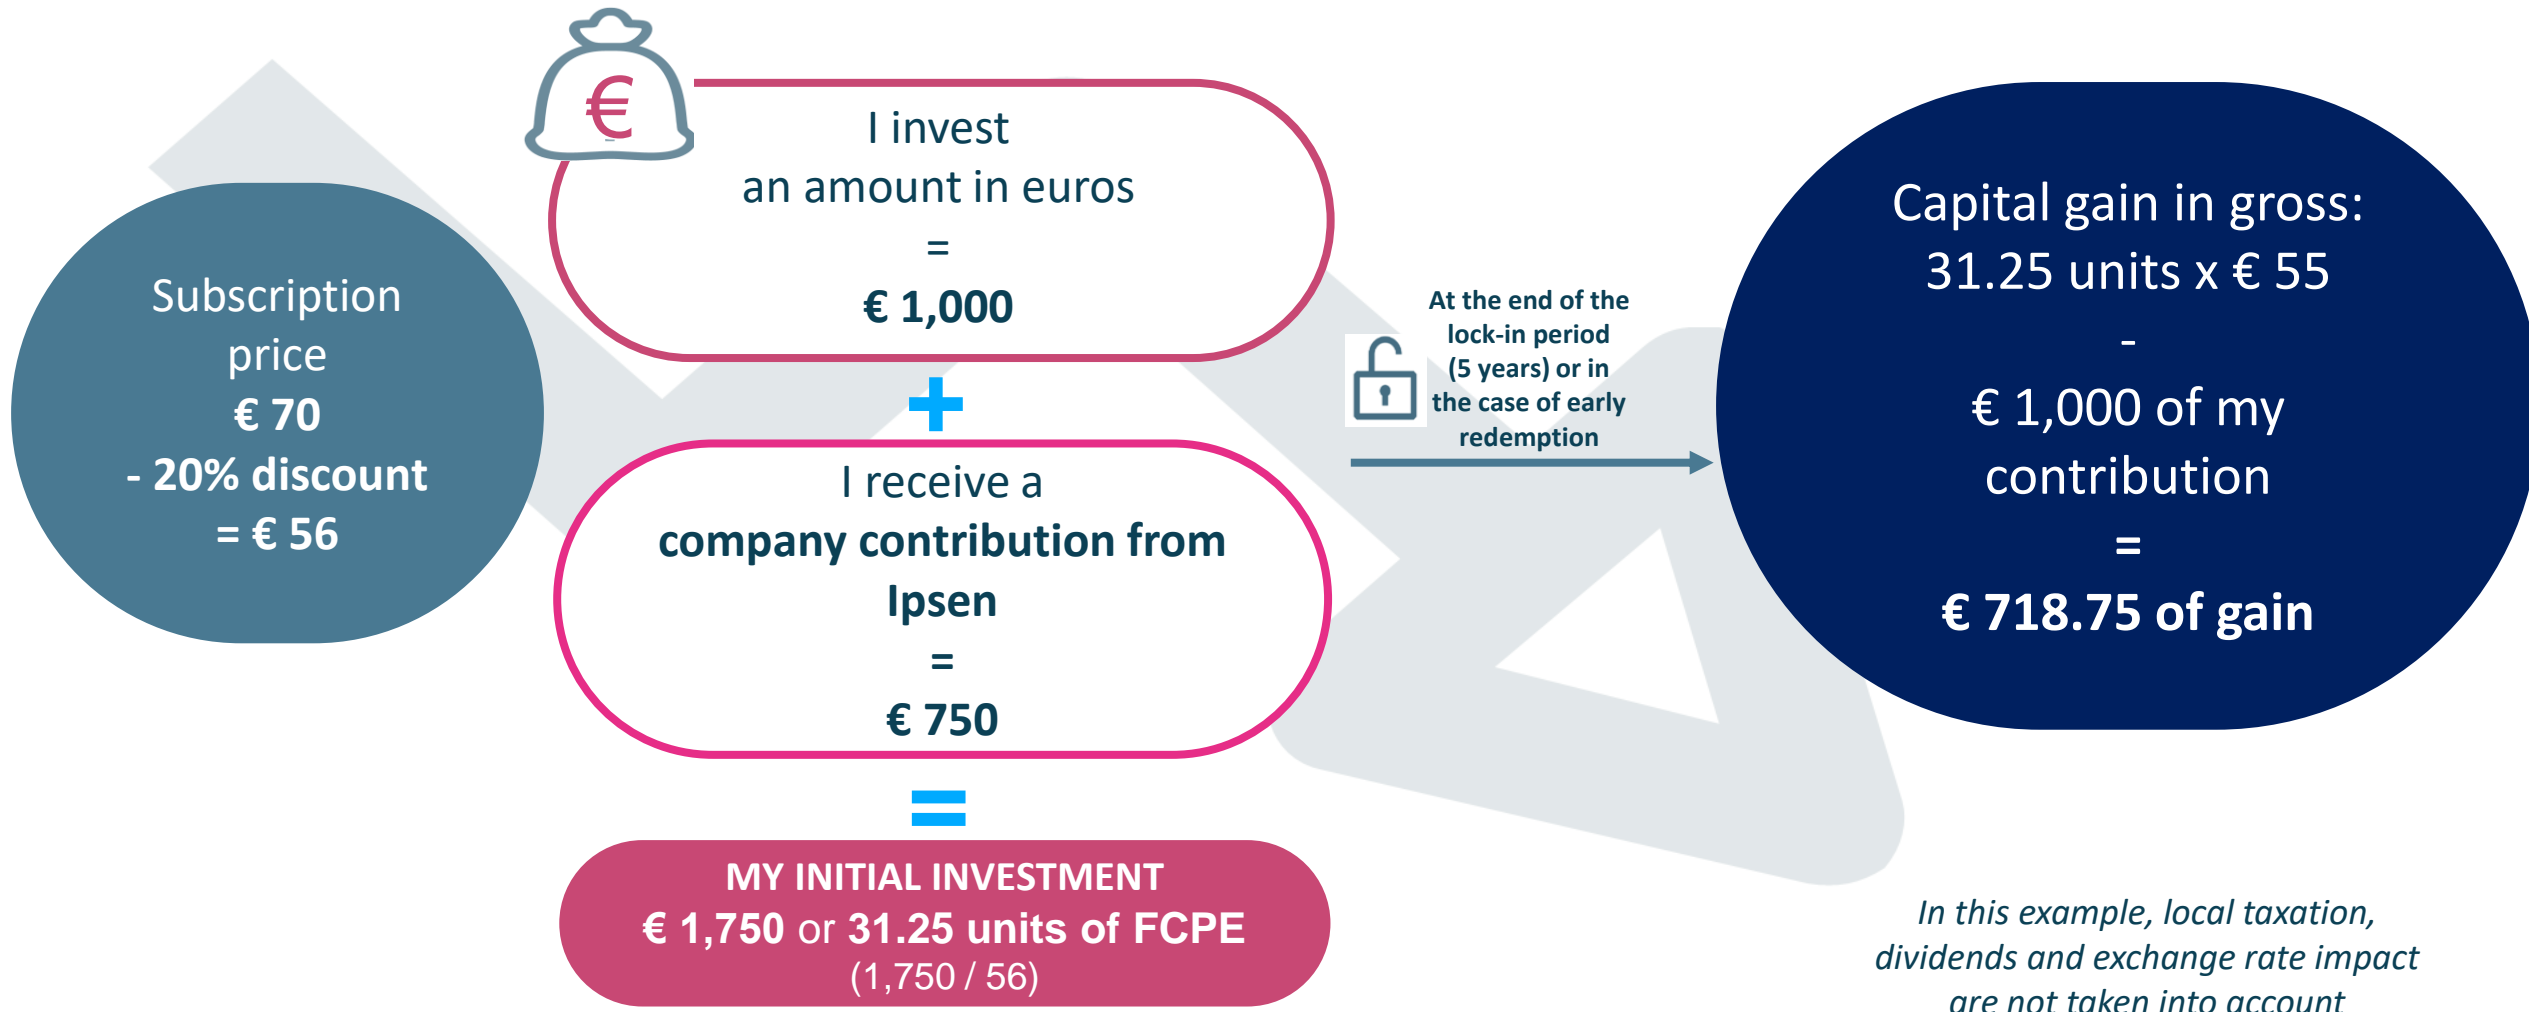 Subscription
price
€ 70
- 20% discount
= € 56
€
I invest
an amount in euros
=
€ 1,000
+
I receive a
company contribution from
Ipsen
=
€ 750
=
MY INITIAL INVESTMENT
€ 1,750 or 31.25 units of FCPE
(1,750 / 56)
At the end of the
lock-in period
(5 years) or in
the case of early
redemption
Capital gain in gross:
31.25 units x € 55
-
€ 1,000 of my
contribution
=
€ 718.75 of gain
In this example, local taxation,
dividends and exchange rate impact
are not taken into account